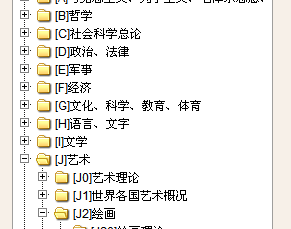 [B]哲学
[C]社会科学总论
[D]政治、法律
[E]军事
[F]经济
[G]文化、科学、教育、体育
[H]语言、文字
[I]文学
[J]艺术
[J0]艺术理论
[J1]世界各国艺术概况
[J2]绘画